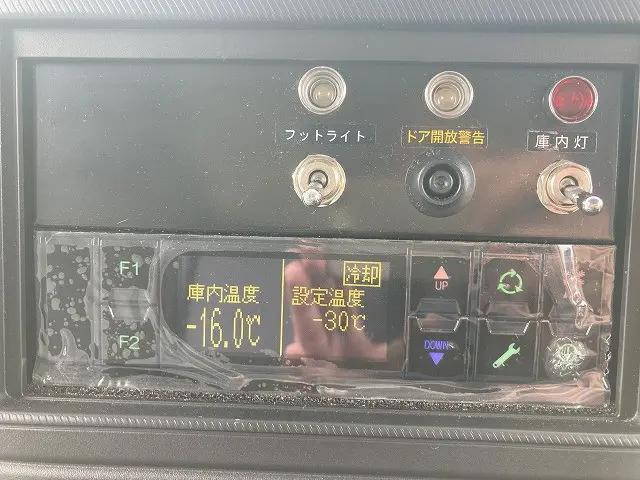 フットライト
ドア開放警告
庫内灯
F1
F2
庫内温度
-16.0℃
冷却
設定温度
-30℃
UP
DOWN